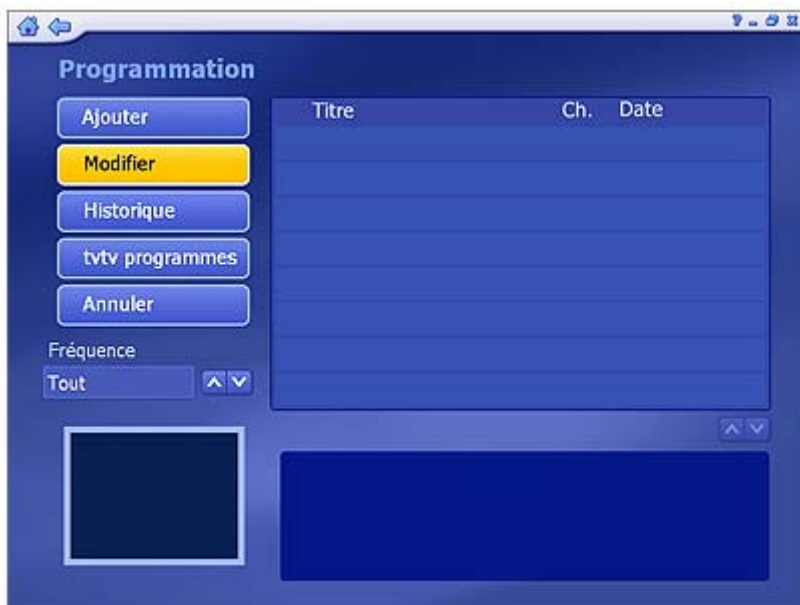 Programmation
Ajouter
Modifier
Historique
tvtv programmes
Annuler
Fréquence
Tout
Titre Ch. Date